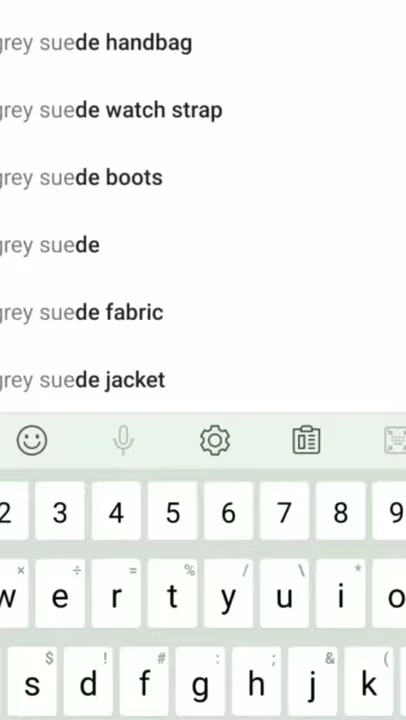 grey suede handbag
grey suede watch strap
grey suede boots
grey suede
grey suede fabric
grey suede jacket
2 3 4 5 6 7 8 9
× ÷ = % / \ *
w e r t y u i o
$ ! # : ; & (
s d f g h j k